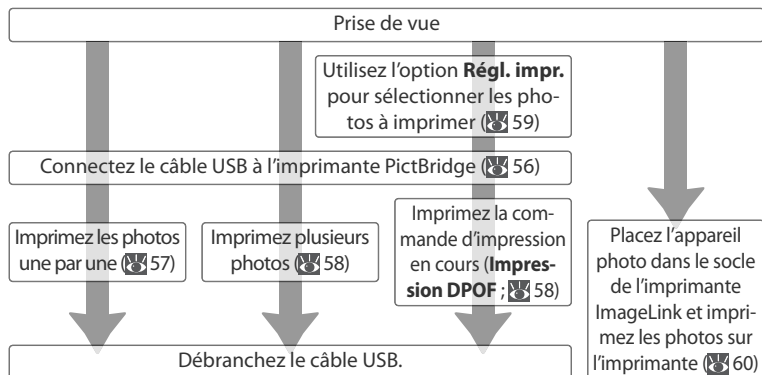 Prise de vue
Utilisez l'option Régl. impr.
pour sélectionner les pho-
tos à imprimer (59)
Connectez le câble USB à l'imprimante PictBridge (56)
Imprimez les photos
une par une (57)
Imprimez plusieurs
photos (58)
Imprimez la com-
mande d'impression
en cours (Impres-
sion DPOF ; 58)
Placez l'appareil
photo dans le socle
de l'imprimante
ImageLink et impri-
mez les photos sur
l'imprimante (60)
Débranchez le câble USB.